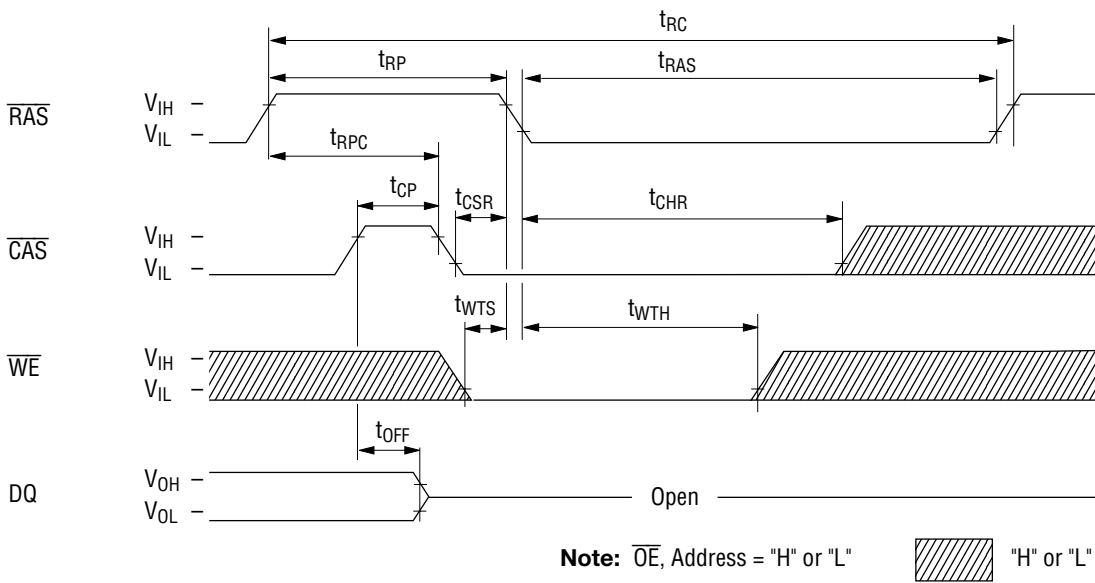 tRC
tRP
tRAS
RAS
VIH
VIL
tRPC
tCP
tCSR
tCHR
CAS
VIH
VIL
tWTS
tWTH
WE
VIH
VIL
tOFF
DQ
VOH
VOL
Open
Note: OE, Address = "H" or "L"
"H" or "L"